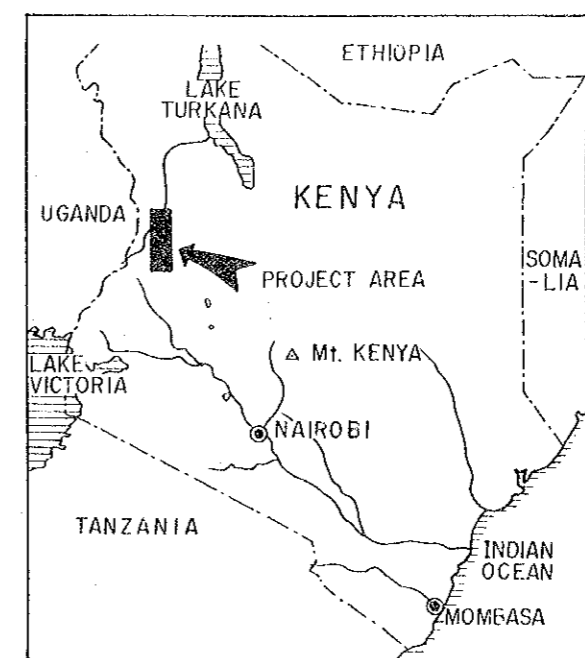 ETHIOPIA
LAKE
TURKANA
KENYA
UGANDA
SOMA
-LIA
PROJECT AREA
Mt. KENYA
LAKE
VICTORIA
NAIROBI
TANZANIA
INDIAN
OCEAN
MOMBASA